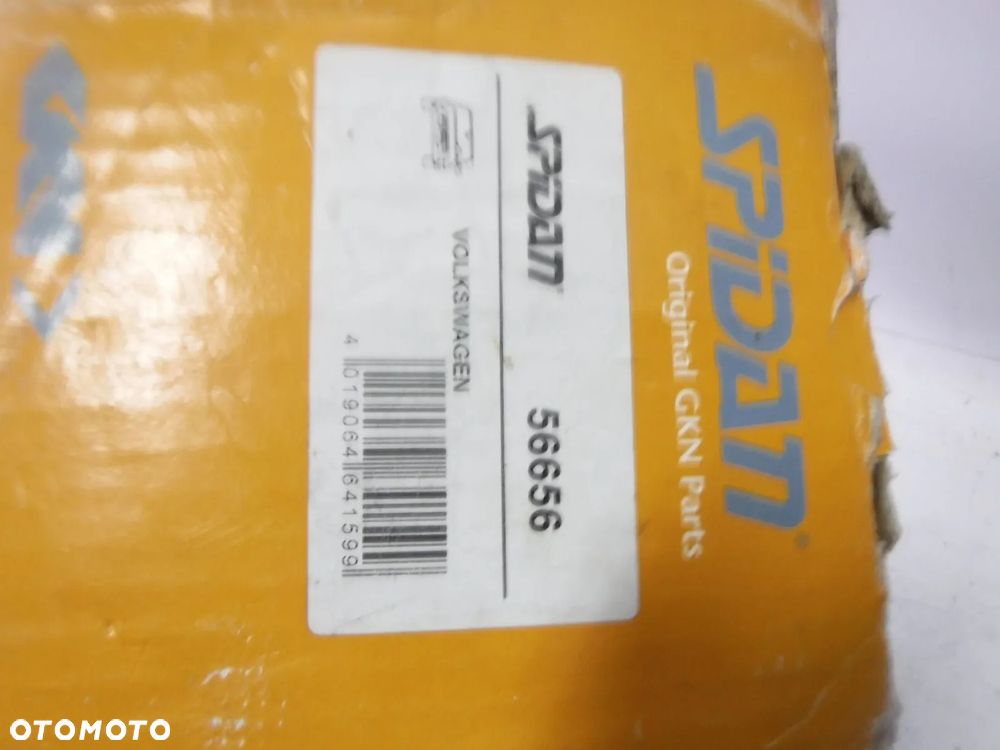 SPiDAN®
Original GKN Parts
SPiDAN®
56656
VOLKSWAGEN
4 019064 641599
OTOMOTO